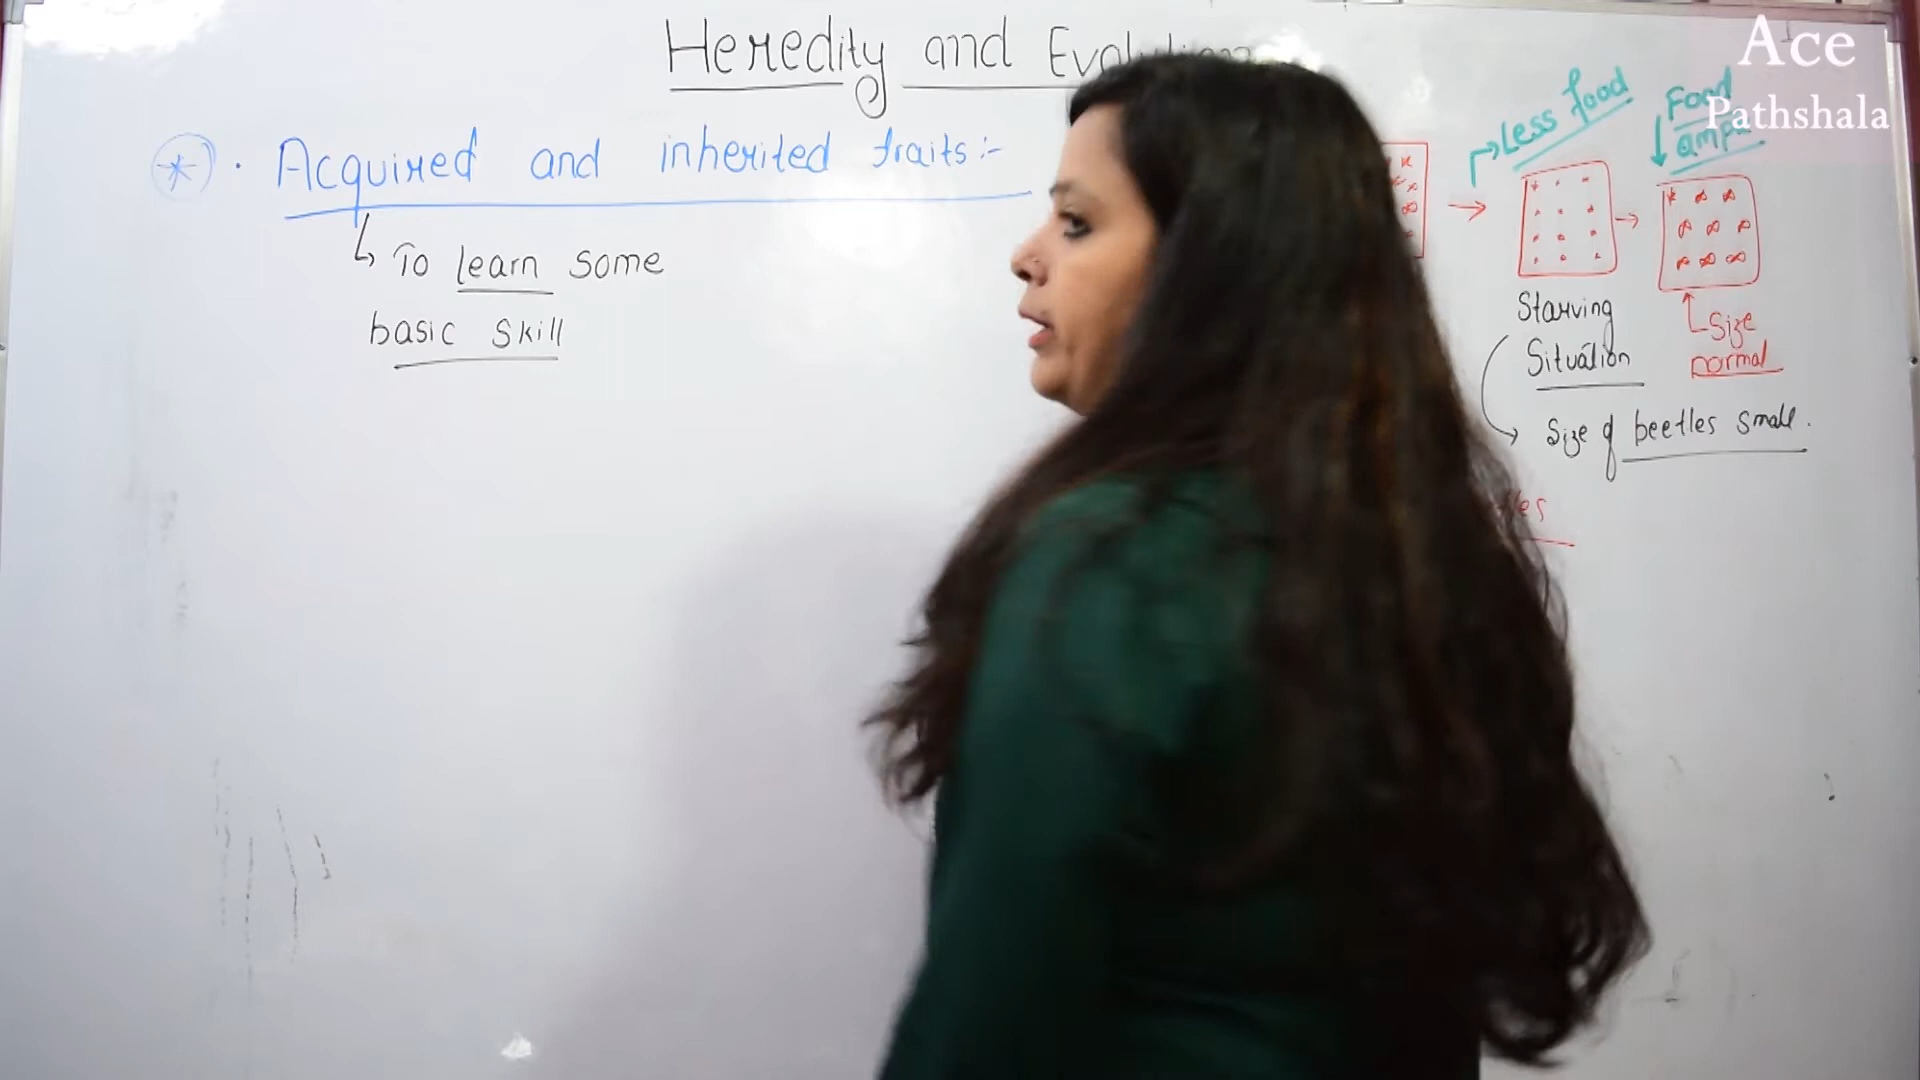 Heredity and Evolution
Ace
Pathshala
* . Acquired and inherited traits:-
To learn some
basic skill
Less food
Food
Starving
Situation
Size
normal
Size of beetles small.